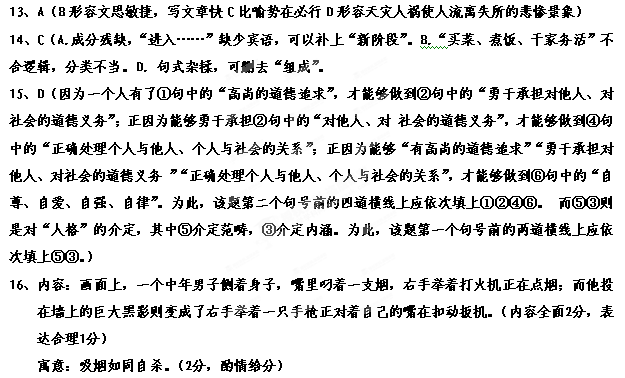 13、A（B形容文思敏捷，写文章快 C比喻势在必行 D形容天灾人祸使人流离失所的悲惨景象）
14、C（A.成分残缺，“进入……”缺少宾语，可以补上“新阶段”。B.“买菜、煮饭、干家务活”不
合逻辑，分类不当。D. 句式杂糅，可删去“组成”。
15、D（因为一个人有了①句中的“高尚的道德追求”，才能够做到②句中的“勇于承担对他人、对
社会的道德义务”；正因为能够勇于承担②句中的“对他人、对 社会的道德义务”，才能够做到④句
中的“正确处理个人与他人、个人与社会的关系”；正因为能够“有高尚的道德追求”“勇于承担对
他人、对社会的道德义务 ”“正确处理个人与他人、个人与社会的关系”，才能够做到⑥句中的“自
尊、自爱、自强、自律”。为此，该题第二个句号前的四道横线上应依次填上①②④⑥。 而⑤③则
是对“人格”的介定，其中⑤介定范畴，③介定内涵。为此，该题第一个句号前的两道横线上应依
次填上⑤③。）
16、内容：画面上，一个中年男子侧着身子，嘴里叼着一支烟，右手举着打火机正在点烟；而他投
在墙上的巨大黑影则变成了右手举着一只手枪正对着自己的嘴在扣动扳机。（内容全面2分，表
达合理1分）
寓意：吸烟如同自杀。（2分，酌情给分）